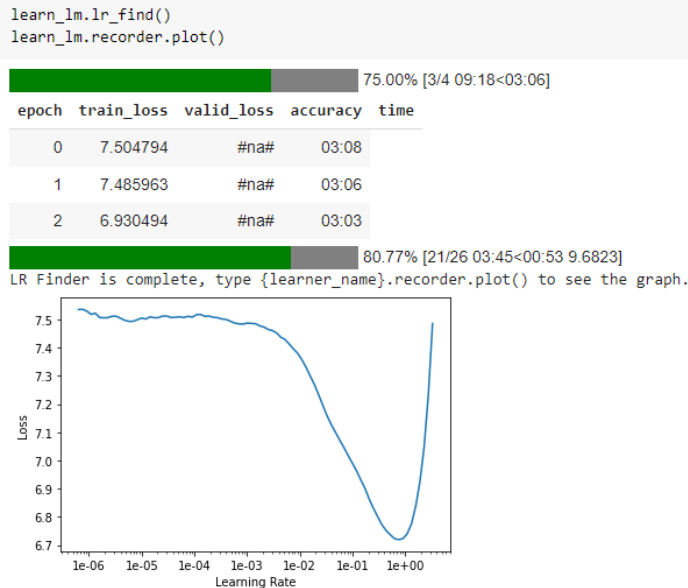 learn_lm.lr_find()
learn_lm.recorder.plot()
75.00% [3/4 09:18<03:06]
epoch train_loss valid_loss accuracy time
0 7.504794 #na# 03:08
1 7.485963 #na# 03:06
2 6.930494 #na# 03:03
80.77% [21/26 03:45<00:53 9.6823]
LR Finder is complete, type {learner_name}.recorder.plot() to see the graph.
7.5
7.4
7.3
7.2
7.1
7.0
6.9
6.8
6.7
Loss
1e-06 1e-05 1e-04 1e-03 1e-02 1e-01 1e+00
Learning Rate